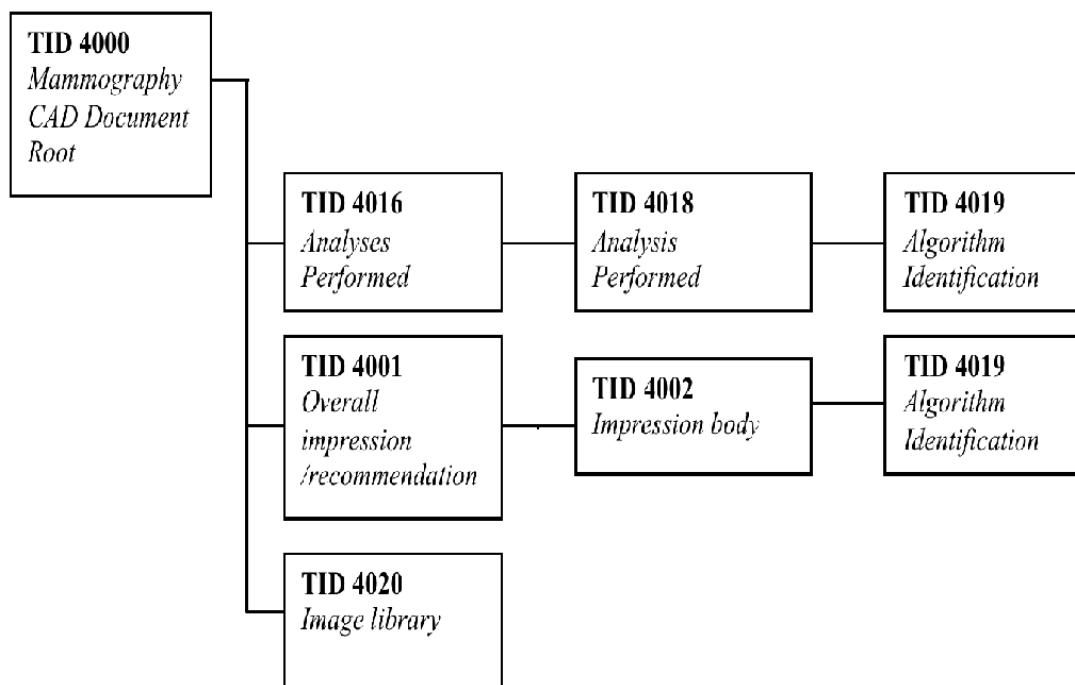 TID 4000
Mammography
CAD Document
Root
TID 4016
Analyses
Performed
TID 4018
Analysis
Performed
TID 4019
Algorithm
Identification
TID 4001
Overall
impression
/recommendation
TID 4002
Impression body
TID 4019
Algorithm
Identification
TID 4020
Image library